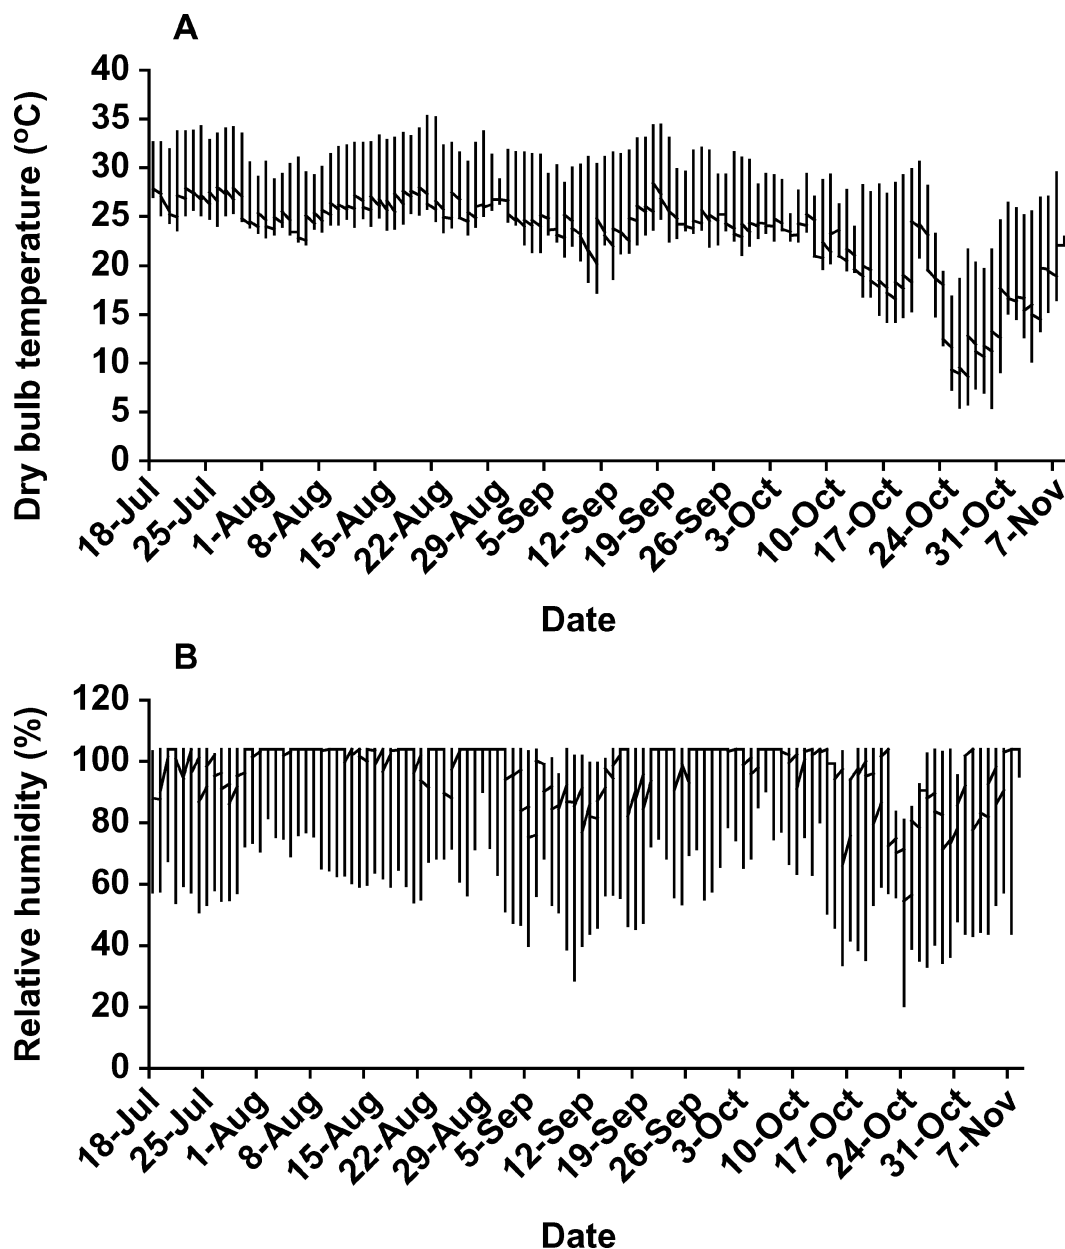 A
Dry bulb temperature (ºC)
40
35
30
25
20
15
10
5
0
18-Jul
25-Jul
1-Aug
8-Aug
15-Aug
22-Aug
29-Aug
5-Sep
12-Sep
19-Sep
26-Sep
3-Oct
10-Oct
17-Oct
24-Oct
31-Oct
7-Nov
Date
B
Relative humidity (%)
120
100
80
60
40
20
0
18-Jul
25-Jul
1-Aug
8-Aug
15-Aug
22-Aug
29-Aug
5-Sep
12-Sep
19-Sep
26-Sep
3-Oct
10-Oct
17-Oct
24-Oct
31-Oct
7-Nov
Date